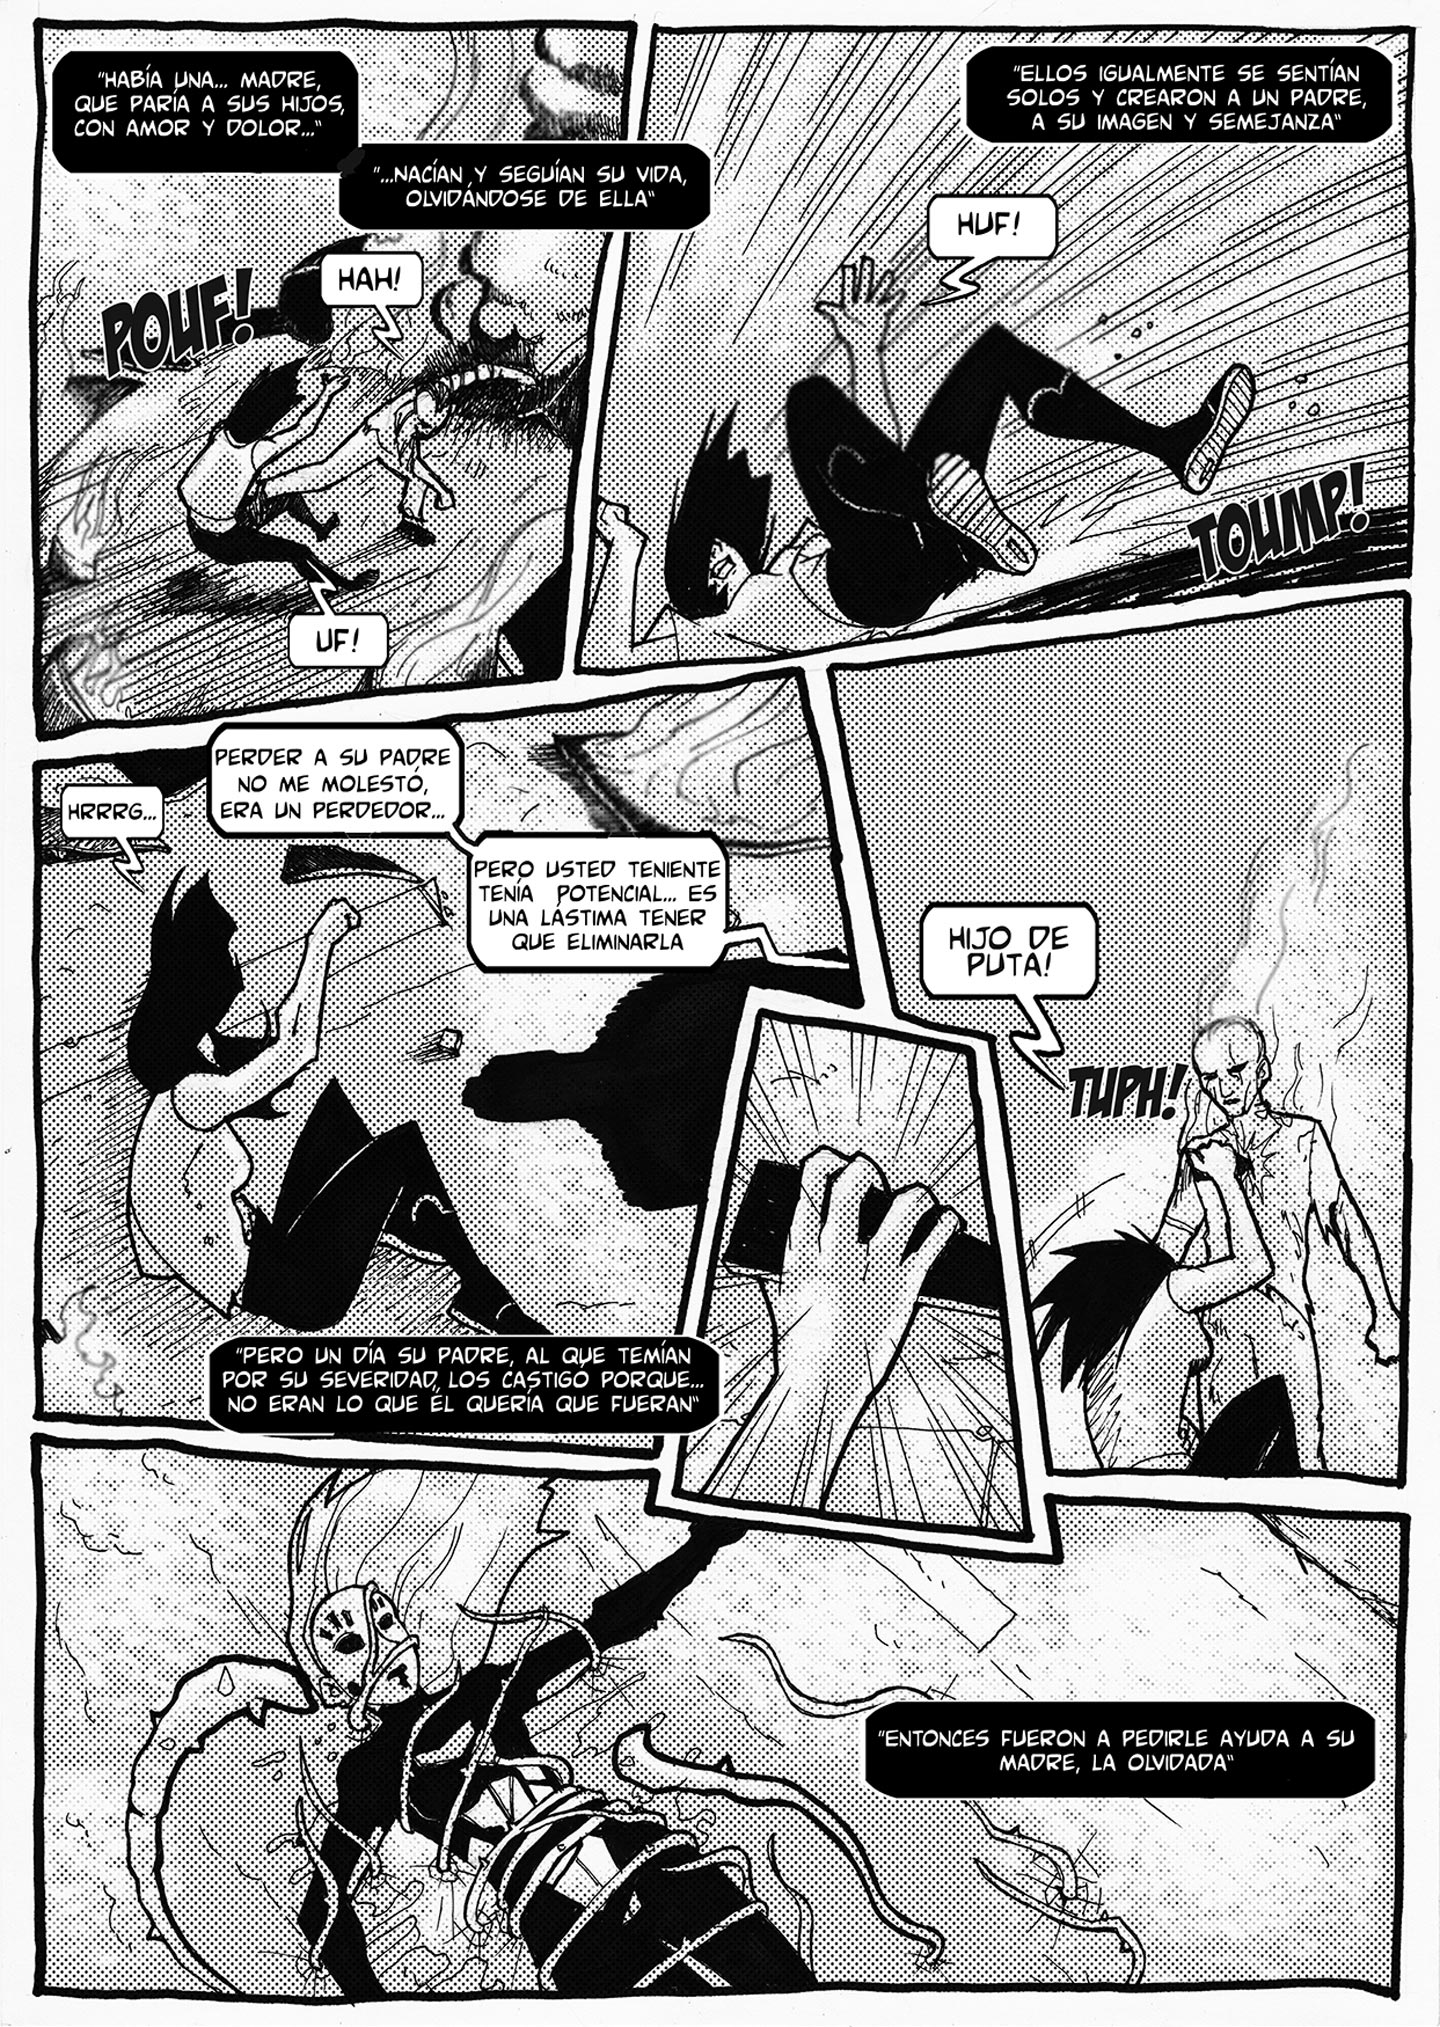 "HABÍA UNA... MADRE,
QUE PARÍA A SUS HIJOS,
CON AMOR Y DOLOR..."
"...NACÍAN Y SEGUÍAN SU VIDA,
OLVIDÁNDOSE DE ELLA"
POUF!
HAH!
UF!
"ELLOS IGUALMENTE SE SENTÍAN
SOLOS Y CREARON A UN PADRE,
A SU IMAGEN Y SEMEJANZA"
HUF!
TOUMP!
HRRRG...
PERDER A SU PADRE
NO ME MOLESTÓ,
ERA UN PERDEDOR...
PERO USTED TENIENTE
TENÍA POTENCIAL... ES
UNA LÁSTIMA TENER
QUE ELIMINARLA
"PERO UN DÍA SU PADRE, AL QUE TEMÍAN
POR SU SEVERIDAD, LOS CASTIGÓ PORQUE...
NO ERAN LO QUE ÉL QUERÍA QUE FUERAN"
HIJO DE
PUTA!
TUPH!
"ENTONCES FUERON A PEDIRLE AYUDA A SU
MADRE, LA OLVIDADA"